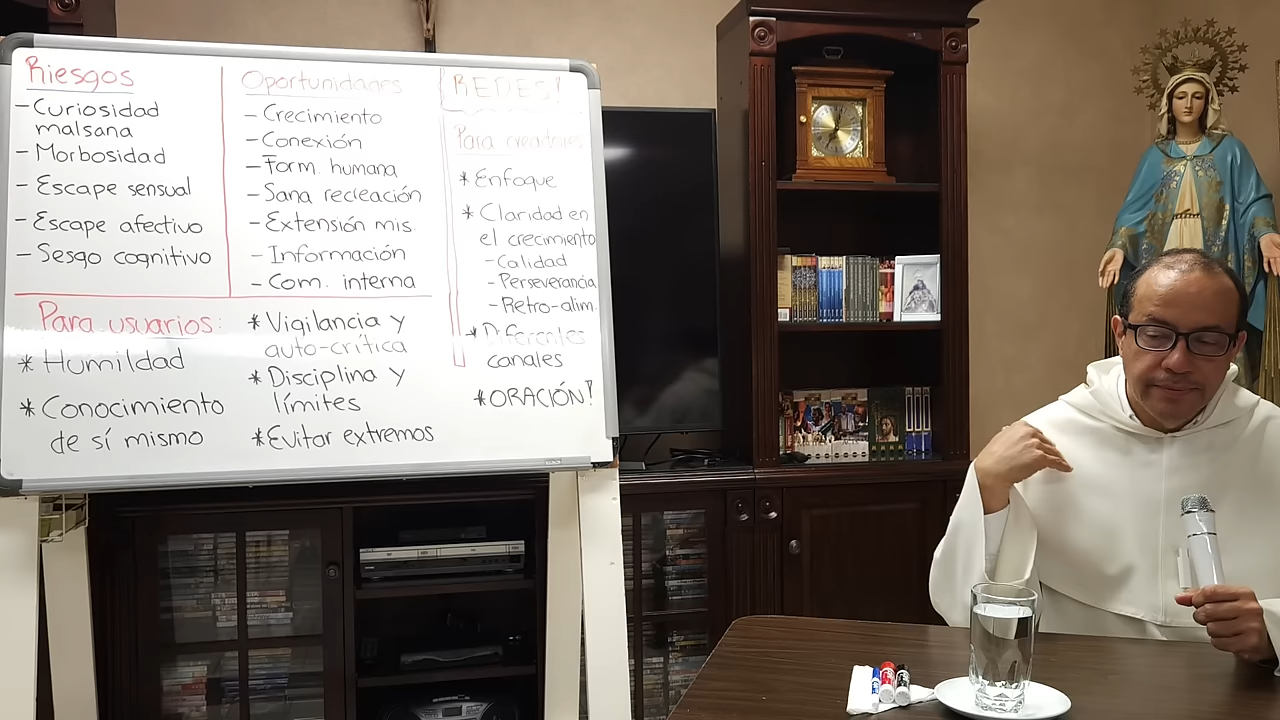 Riesgos
- Curiosidad
malsana
- Morbosidad
- Escape sensual
- Escape afectivo
- Sesgo cognitivo
Oportunidades
- Crecimiento
- Conexión
- Form. humana
- Sana recreación
- Extensión mis.
- Información
- Com. interna
REDES!
Para creadores
* Enfoque
* Claridad en
el crecimiento
- Calidad
- Perseverancia
- Retro-alim.
* Diferentes
canales
* ORACIÓN!
Para usuarios:
* Humildad
* Conocimiento
de sí mismo
* Vigilancia y
auto-crítica
* Disciplina y
límites
* Evitar extremos